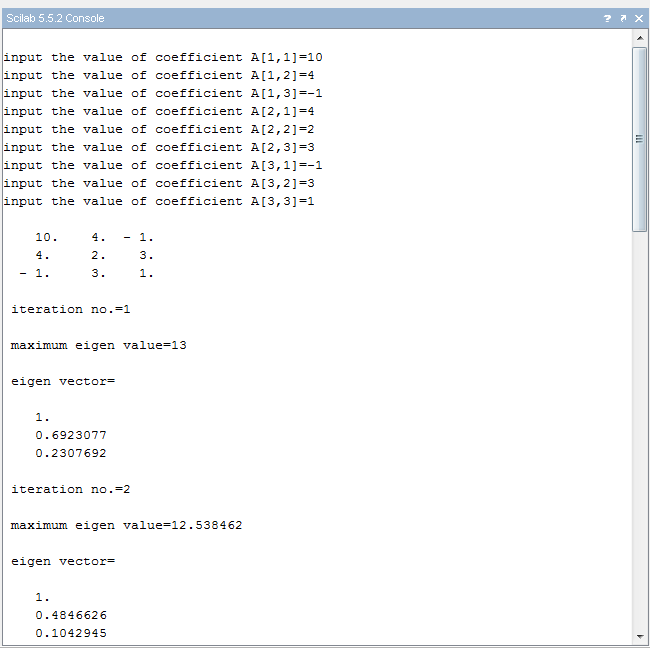 Scilab 5.5.2 Console
input the value of coefficient A[1,1]=10
input the value of coefficient A[1,2]=4
input the value of coefficient A[1,3]=-1
input the value of coefficient A[2,1]=4
input the value of coefficient A[2,2]=2
input the value of coefficient A[2,3]=3
input the value of coefficient A[3,1]=-1
input the value of coefficient A[3,2]=3
input the value of coefficient A[3,3]=1
10. 4. - 1.
4. 2. 3.
- 1. 3. 1.
iteration no.=1
maximum eigen value=13
eigen vector=
1.
0.6923077
0.2307692
iteration no.=2
maximum eigen value=12.538462
eigen vector=
1.
0.4846626
0.1042945